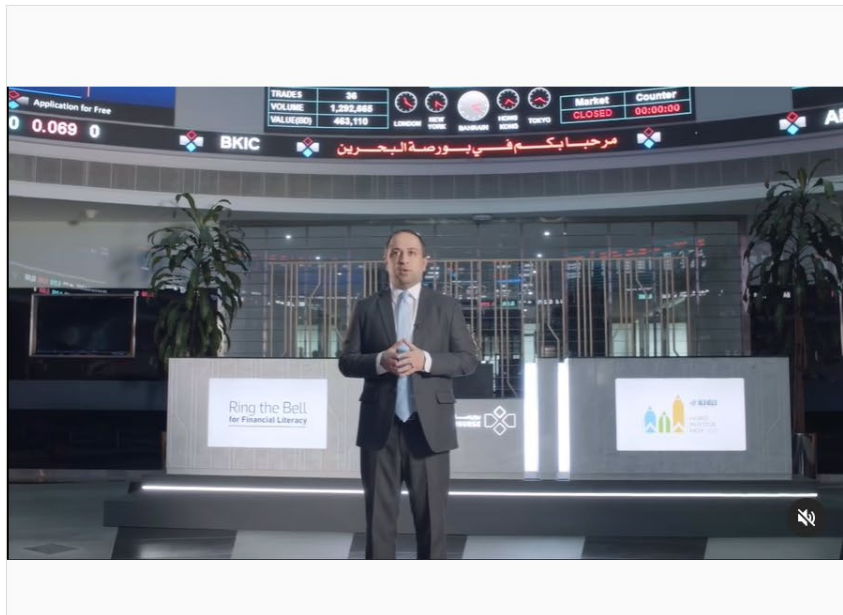 Application for Free
0 0.069 0
TRADES 36
VOLUME 1,292,665
VALUE(BD) 463,110
LONDON
NEW YORK
BAHRAIN
HONG KONG
TOKYO
Market Counter
CLOSED 00:00:00
BKIC
مرحبا بكم في بورصة البحرين
Ring the Bell
for Financial Literacy